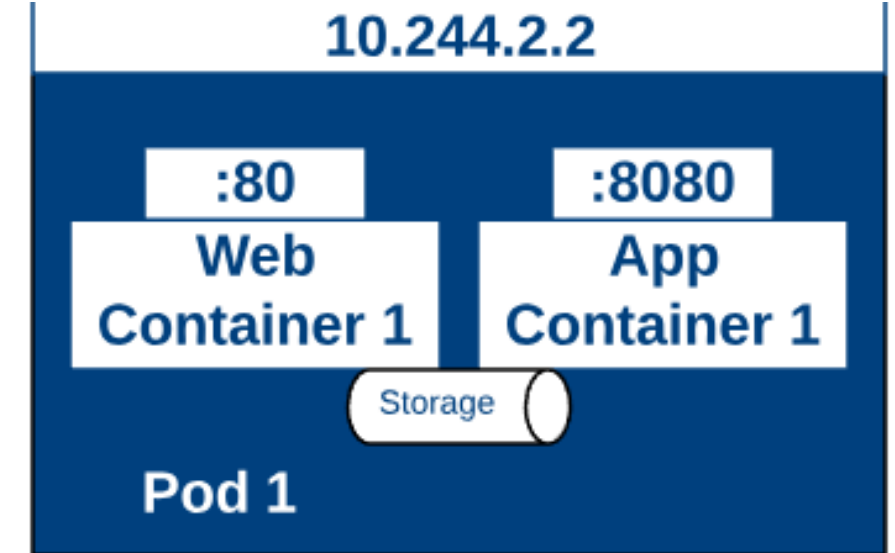 10.244.2.2
:80
:8080
Web
Container 1
App
Container 1
Storage
Pod 1